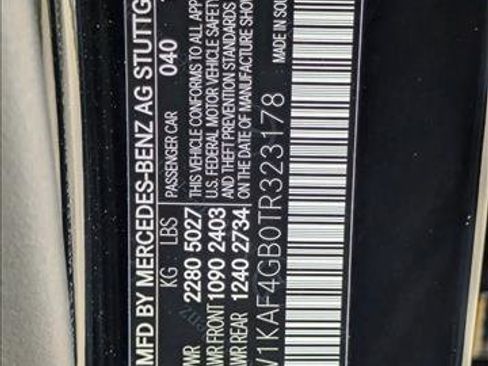 MFD BY MERCEDES-BENZ AG STUTTG
PASSENGER CAR 040
KG LBS
WR 2280 5027
WR FRONT 1090 2403
WR REAR 1240 2734
THIS VEHICLE CONFORMS TO ALL APP
U.S. FEDERAL MOTOR VEHICLE SAFETY
AND THEFT PREVENTION STANDARDS
ON THE DATE OF MANUFACTURE SHOW
MADE IN SOU
W1KAF4GB0TR323178